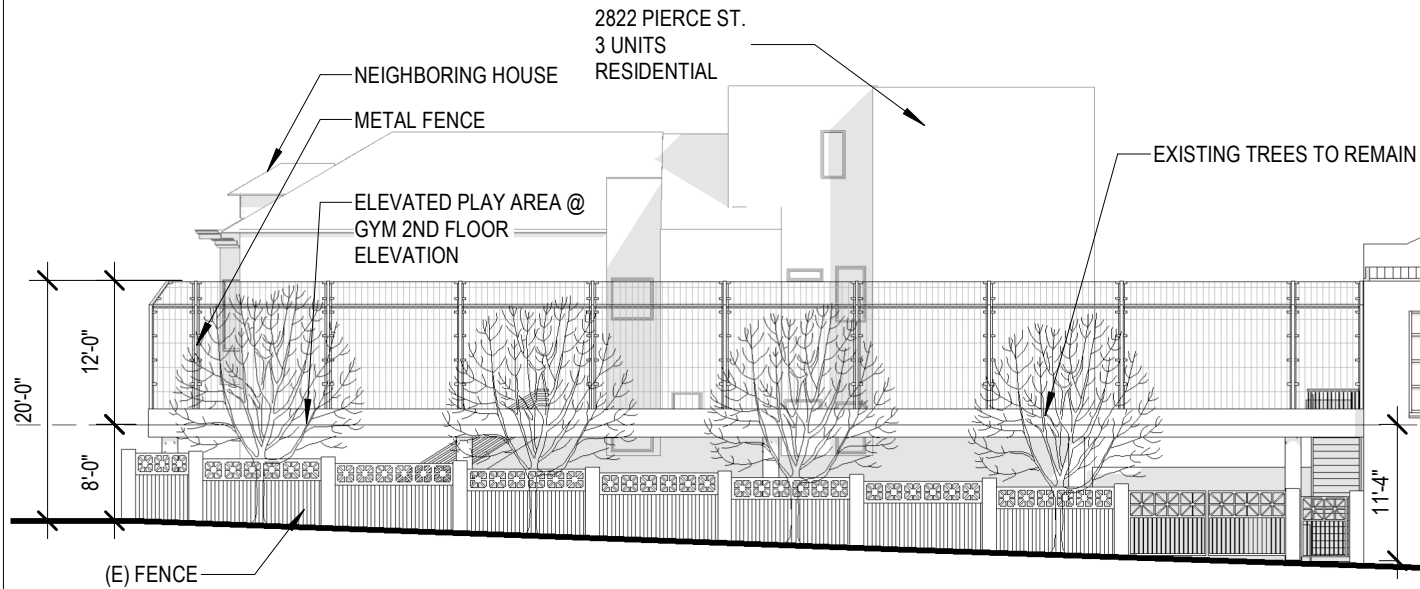 2822 PIERCE ST.
3 UNITS
RESIDENTIAL
NEIGHBORING HOUSE
METAL FENCE
EXISTING TREES TO REMAIN
ELEVATED PLAY AREA @
GYM 2ND FLOOR
ELEVATION
20'-0"
12'-0"
8'-0"
11'-4"
(E) FENCE